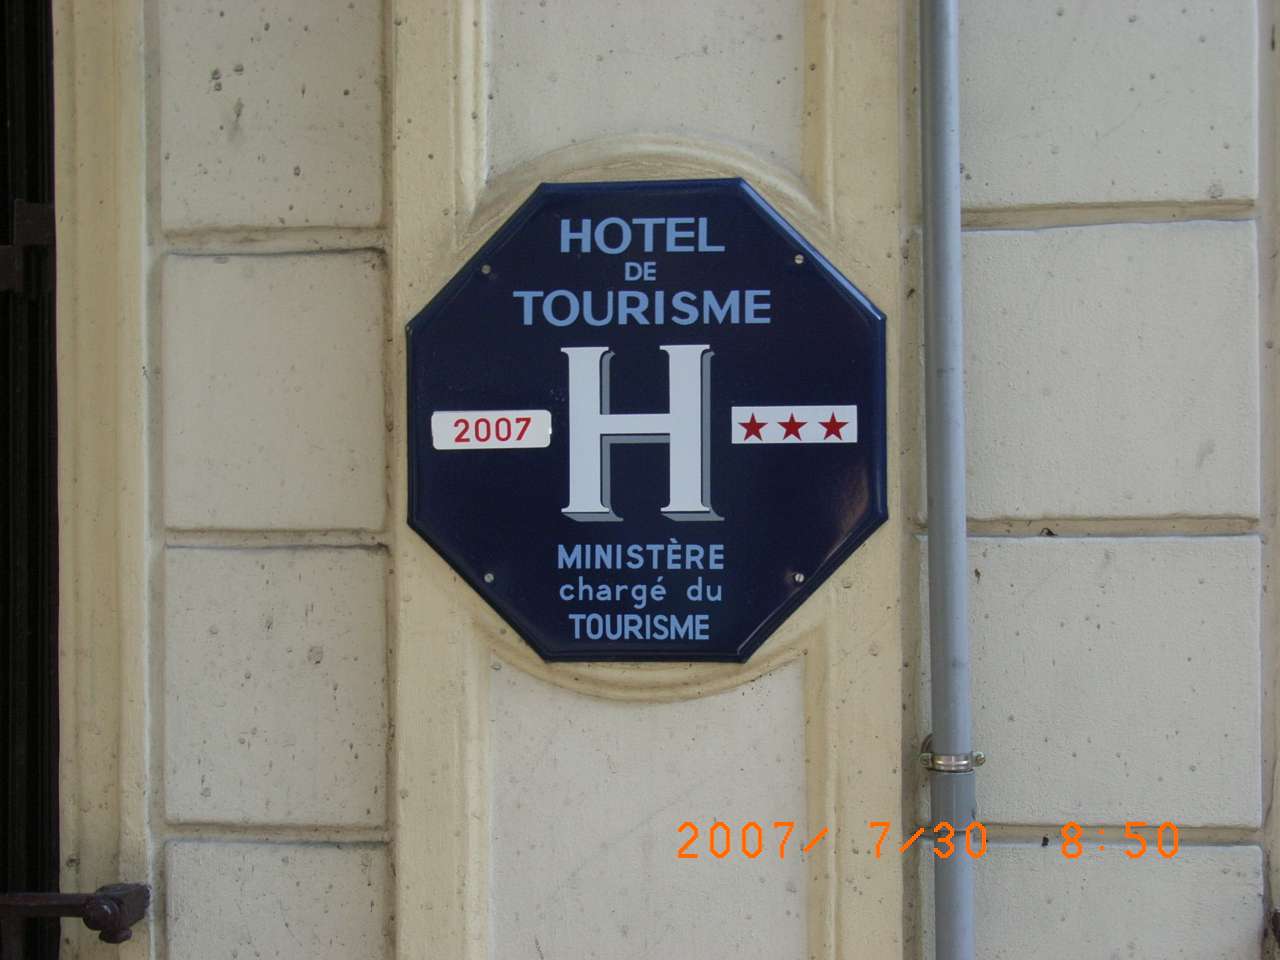 HOTEL
DE
TOURISME
2007 H ★★★
MINISTÈRE
chargé du
TOURISME
2007/ 7/30 8:50